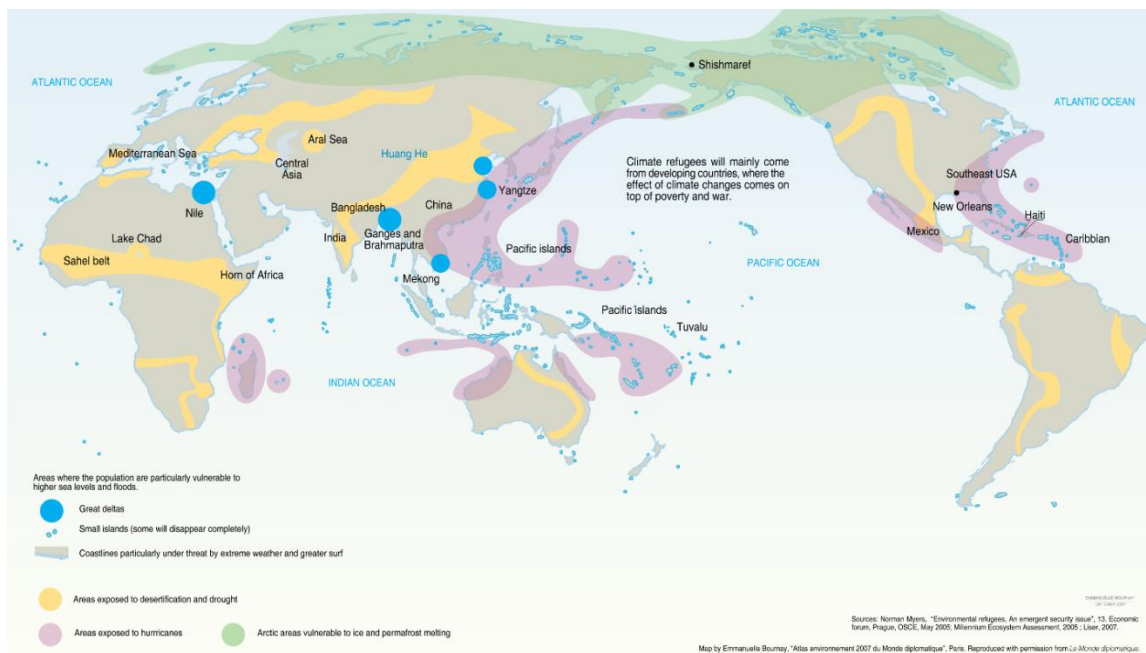 ATLANTIC OCEAN
Shishmaref
ATLANTIC OCEAN
Mediterranean Sea
Aral Sea
Central
Asia
Huang He
Climate refugees will mainly come
from developing countries, where the
effect of climate changes comes on
top of poverty and war.
Southeast USA
Nile
Bangladesh
China
Yangtze
New Orleans
Haiti
Lake Chad
India
Ganges and
Brahmaputra
Pacific islands
Mexico
Caribbian
Sahel belt
Horn of Africa
Mekong
PACIFIC OCEAN
Pacific islands
Tuvalu
INDIAN OCEAN
Areas where the population are particularly vulnerable to
higher sea levels and floods.
Great deltas
Small islands (some will disappear completely)
Coastlines particularly under threat by extreme weather and greater surf
Areas exposed to desertification and drought
Areas exposed to hurrricanes
Arctic areas vulnerable to ice and permafrost melting
Sources: Norman Myers, "Environmental refugees, An emergent security issue", 13. Economic
forum, Prague, OSCE, May 2005; Millennium Ecosystem Assessment, 2005 ; Liser, 2007.
Map by Emmanuelle Bournay, "Atlas environnement 2007 du Monde diplomatique", Paris. Reproduced with permission from Le Monde diplomatique.